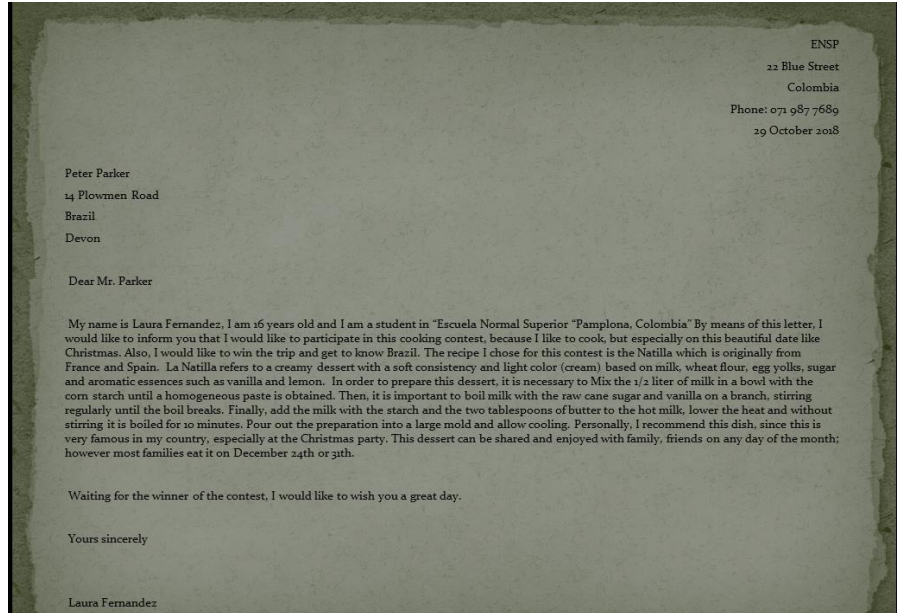 ENSP
22 Blue Street
Colombia
Phone: 071 987 7689
29 October 2018
Peter Parker
14 Plowmen Road
Brazil
Devon
Dear Mr. Parker
My name is Laura Fernandez, I am 16 years old and I am a student in “Escuela Normal Superior “Pamplona, Colombia” By means of this letter, I
would like to inform you that I would like to participate in this cooking contest, because I like to cook, but especially on this beautiful date like
Christmas. Also, I would like to win the trip and get to know Brazil. The recipe I chose for this contest is the Natilla which is originally from
France and Spain. La Natilla refers to a creamy dessert with a soft consistency and light color (cream) based on milk, wheat flour, egg yolks, sugar
and aromatic essences such as vanilla and lemon. In order to prepare this dessert, it is necessary to Mix the 1/2 liter of milk in a bowl with the
corn starch until a homogeneous paste is obtained. Then, it is important to boil milk with the raw cane sugar and vanilla on a branch, stirring
regularly until the boil breaks. Finally, add the milk with the starch and the two tablespoons of butter to the hot milk, lower the heat and without
stirring it is boiled for 10 minutes. Pour out the preparation into a large mold and allow cooling. Personally, I recommend this dish, since this is
very famous in my country, especially at the Christmas party. This dessert can be shared and enjoyed with family, friends on any day of the month;
however most families eat it on December 24th or 31th.
Waiting for the winner of the contest, I would like to wish you a great day.
Yours sincerely
Laura Fernandez